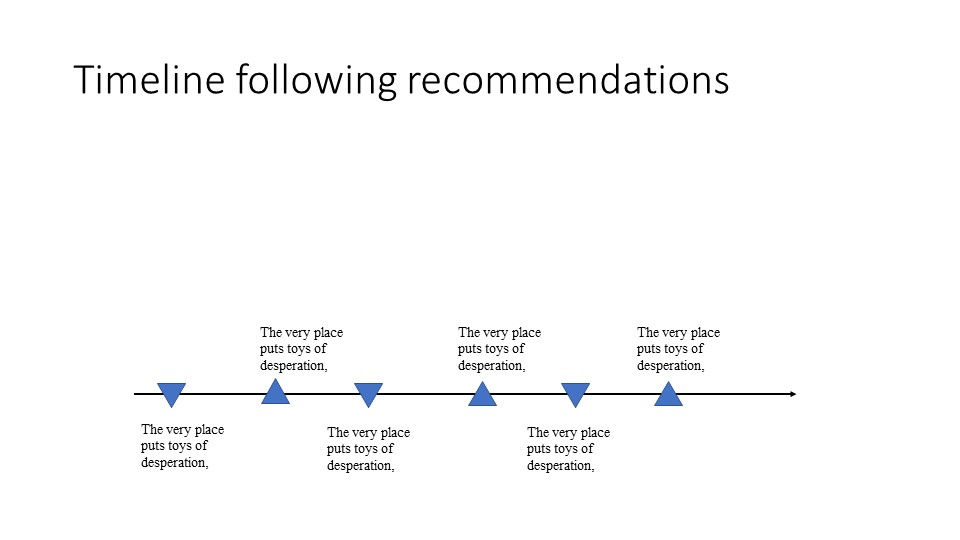 Timeline following recommendations
The very place
puts toys of
desperation,
The very place
puts toys of
desperation,
The very place
puts toys of
desperation,
The very place
puts toys of
desperation,
The very place
puts toys of
desperation,
The very place
puts toys of
desperation,